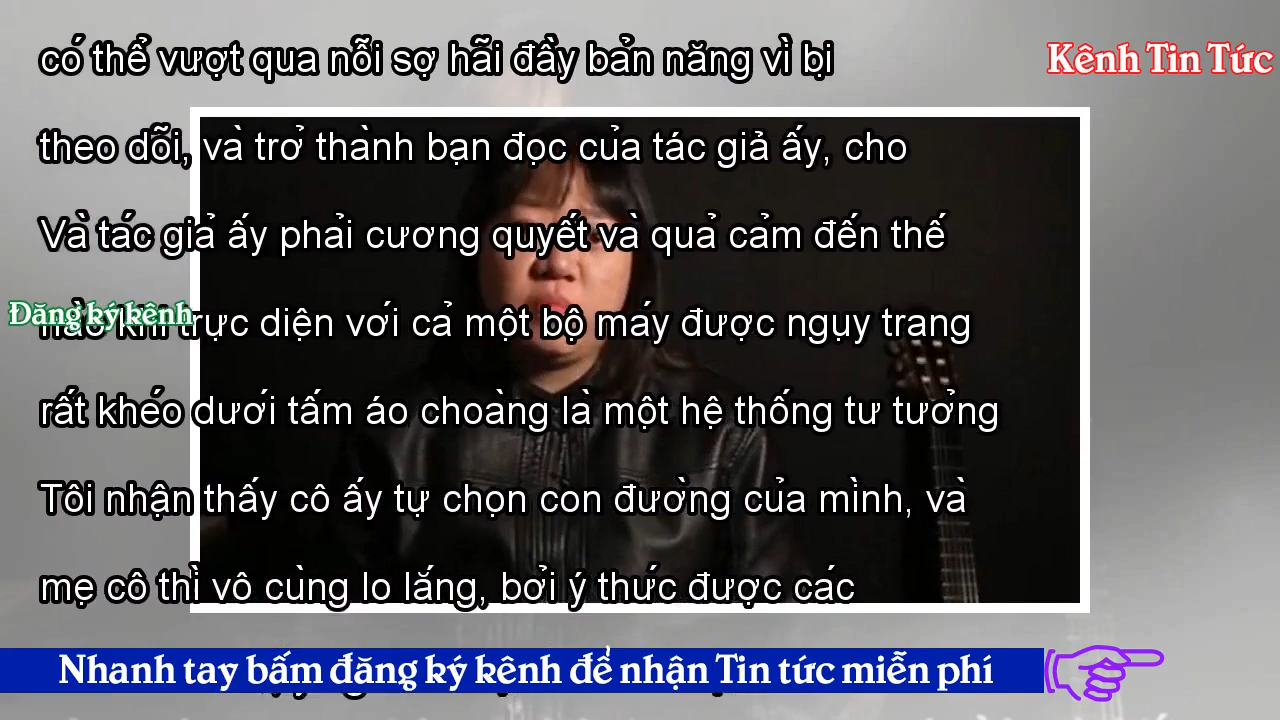 có thể vượt qua nỗi sợ hãi đầy bản năng vì bị
Kênh Tin Tức
theo dõi, và trở thành bạn đọc của tác giả ấy, cho
Và tác giả ấy phải cương quyết và quả cảm đến thế
Đăng ký kênh
nào khi trực diện với cả một bộ máy được ngụy trang
rất khéo dưới tấm áo choàng là một hệ thống tư tưởng
Tôi nhận thấy cô ấy tự chọn con đường của mình, và
mẹ cô thì vô cùng lo lắng, bởi ý thức được các
Nhanh tay bấm đăng ký kênh để nhận Tin tức miễn phí